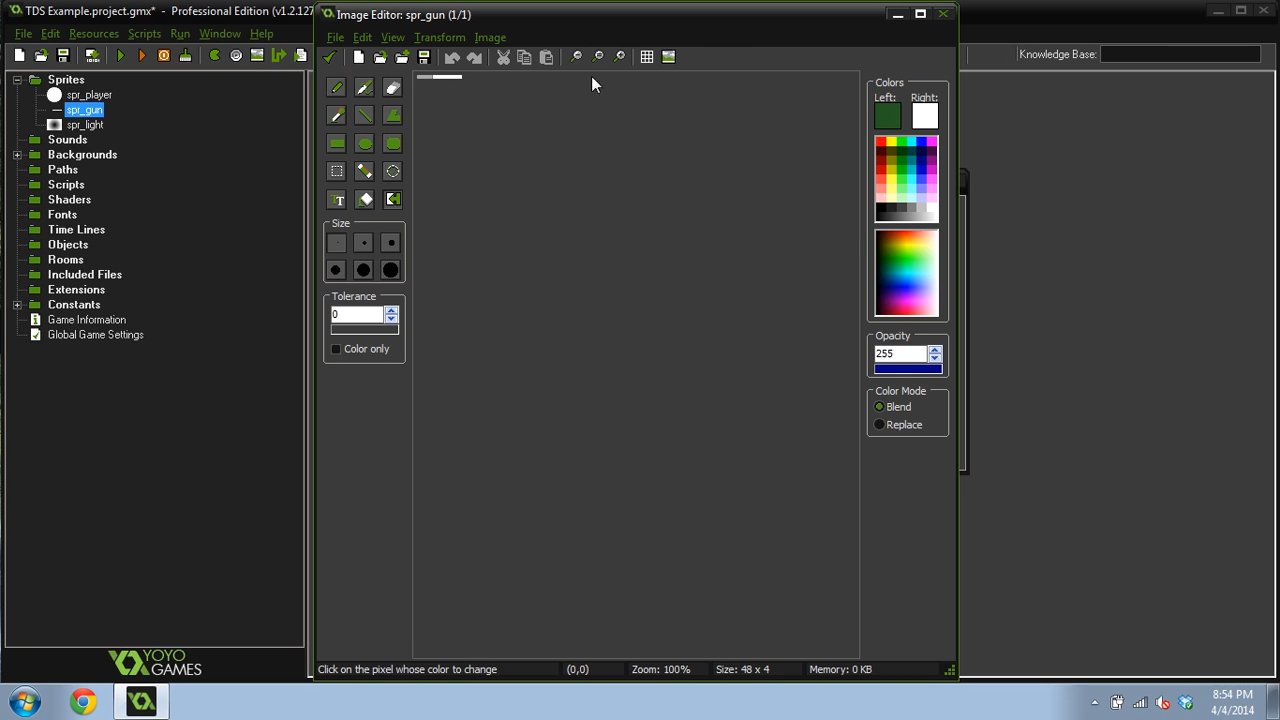 TDS Example.project.gmx* - Professional Edition (v1.2.127
File Edit Resources Scripts Run Window Help
Knowledge Base:
Sprites
spr_player
spr_gun
spr_light
Sounds
Backgrounds
Paths
Scripts
Shaders
Fonts
Time Lines
Objects
Rooms
Included Files
Extensions
Constants
Game Information
Global Game Settings
YOYO
GAMES
Image Editor: spr_gun (1/1)
File Edit View Transform Image
Size
Tolerance
0
Color only
Colors
Left: Right:
Opacity
255
Color Mode
Blend
Replace
Click on the pixel whose color to change (0,0) Zoom: 100% Size: 48 x 4 Memory: 0 KB
8:54 PM
4/4/2014